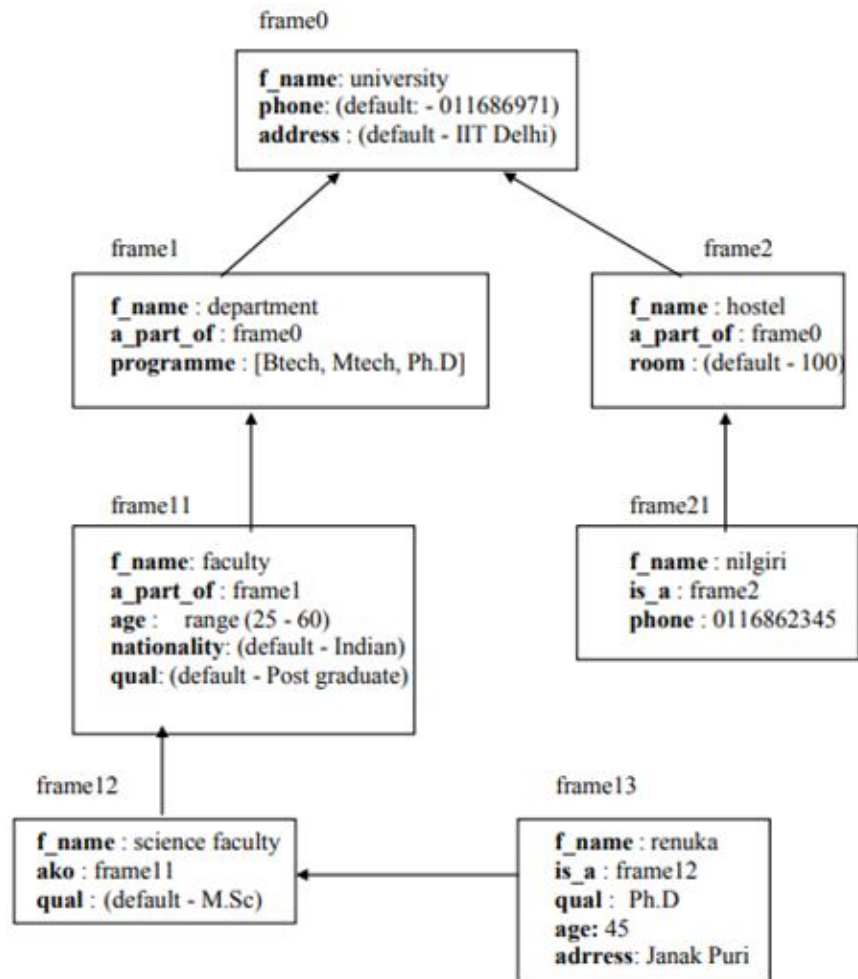 frame0
f_name: university
phone: (default: - 011686971)
address : (default - IIT Delhi)
frame1
f_name : department
a_part_of : frame0
programme : [Btech, Mtech, Ph.D]
frame2
f_name : hostel
a_part_of : frame0
room : (default - 100)
frame11
f_name: faculty
a_part_of : frame1
age : range (25 - 60)
nationality: (default - Indian)
qual: (default - Post graduate)
frame21
f_name : nilgiri
is_a : frame2
phone : 0116862345
frame12
f_name : science faculty
ako : frame11
qual : (default - M.Sc)
frame13
f_name : renuka
is_a : frame12
qual : Ph.D
age: 45
adrress: Janak Puri